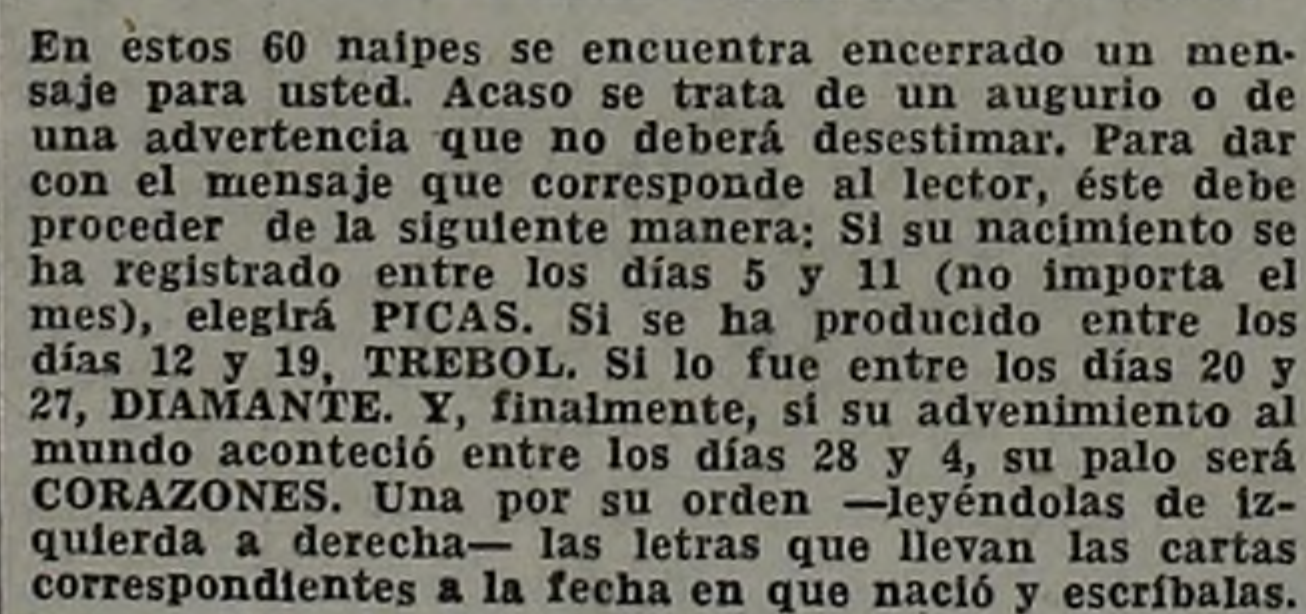 En estos 60 naipes se encuentra encerrado un men-
saje para usted. Acaso se trata de un augurio o de
una advertencia que no deberá desestimar. Para dar
con el mensaje que corresponde al lector, éste debe
proceder de la siguiente manera: Si su nacimiento se
ha registrado entre los días 5 y 11 (no importa el
mes), elegirá PICAS. Si se ha producido entre los
días 12 y 19, TREBOL. Si lo fue entre los días 20 y
27, DIAMANTE. Y, finalmente, si su advenimiento al
mundo aconteció entre los días 28 y 4, su palo será
CORAZONES. Una por su orden —leyéndolas de iz-
quierda a derecha— las letras que llevan las cartas
correspondientes a la fecha en que nació y escríbalas.